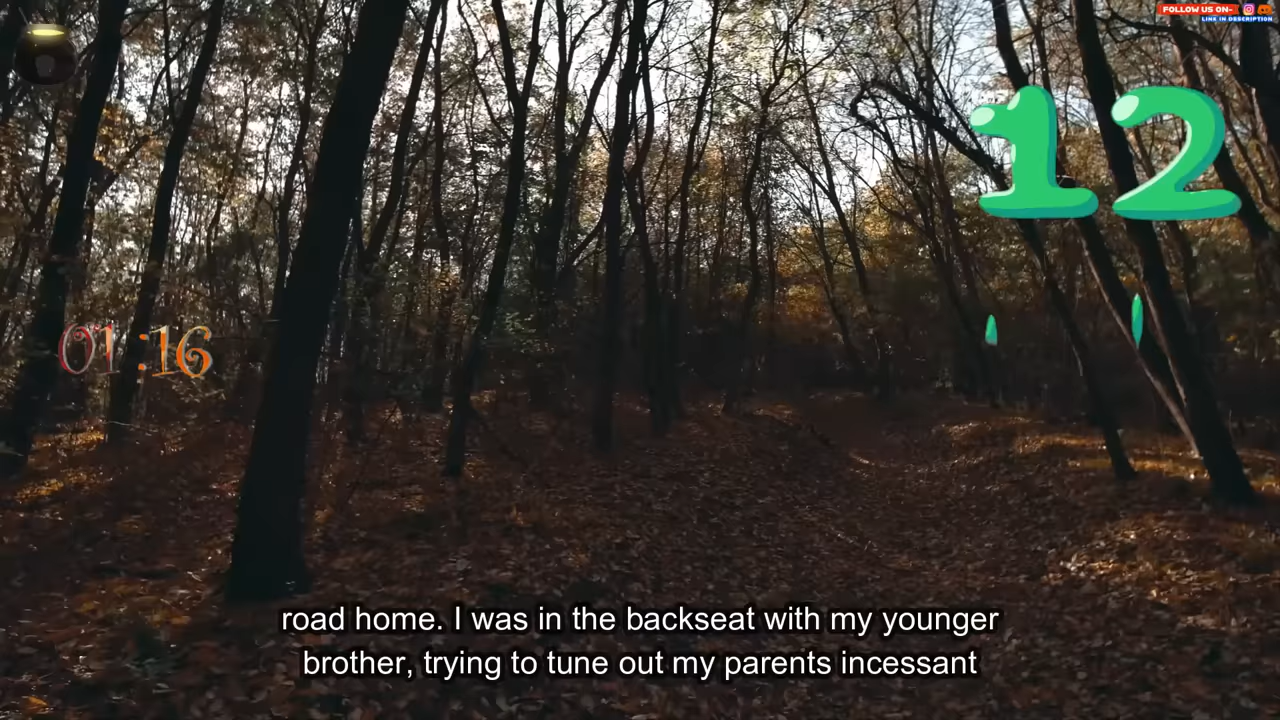 FOLLOW US ON-
LINK IN DESCRIPTION
12
01:16
road home. I was in the backseat with my younger
brother, trying to tune out my parents incessant